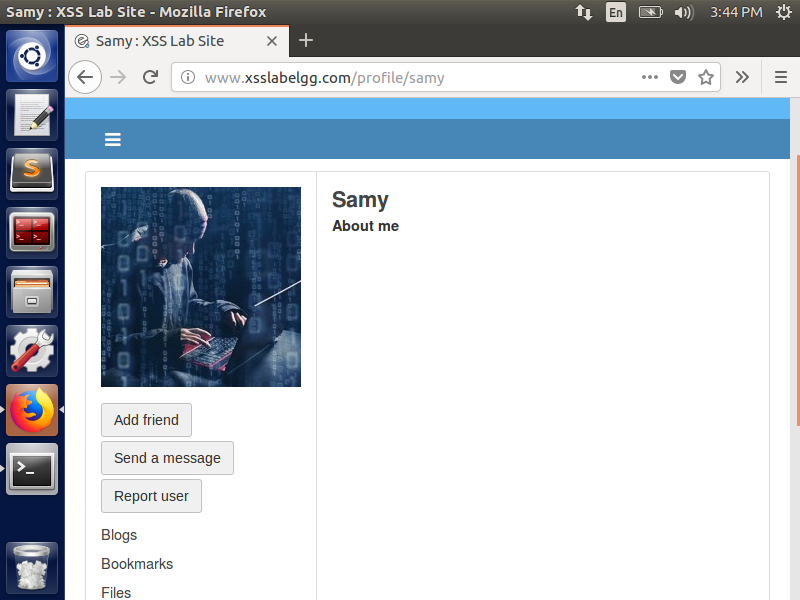 Samy : XSS Lab Site - Mozilla Firefox
En
3:44 PM
Samy : XSS Lab Site
www.xsslabelgg.com/profile/samy
Samy
About me
Add friend
Send a message
Report user
Blogs
Bookmarks
Files